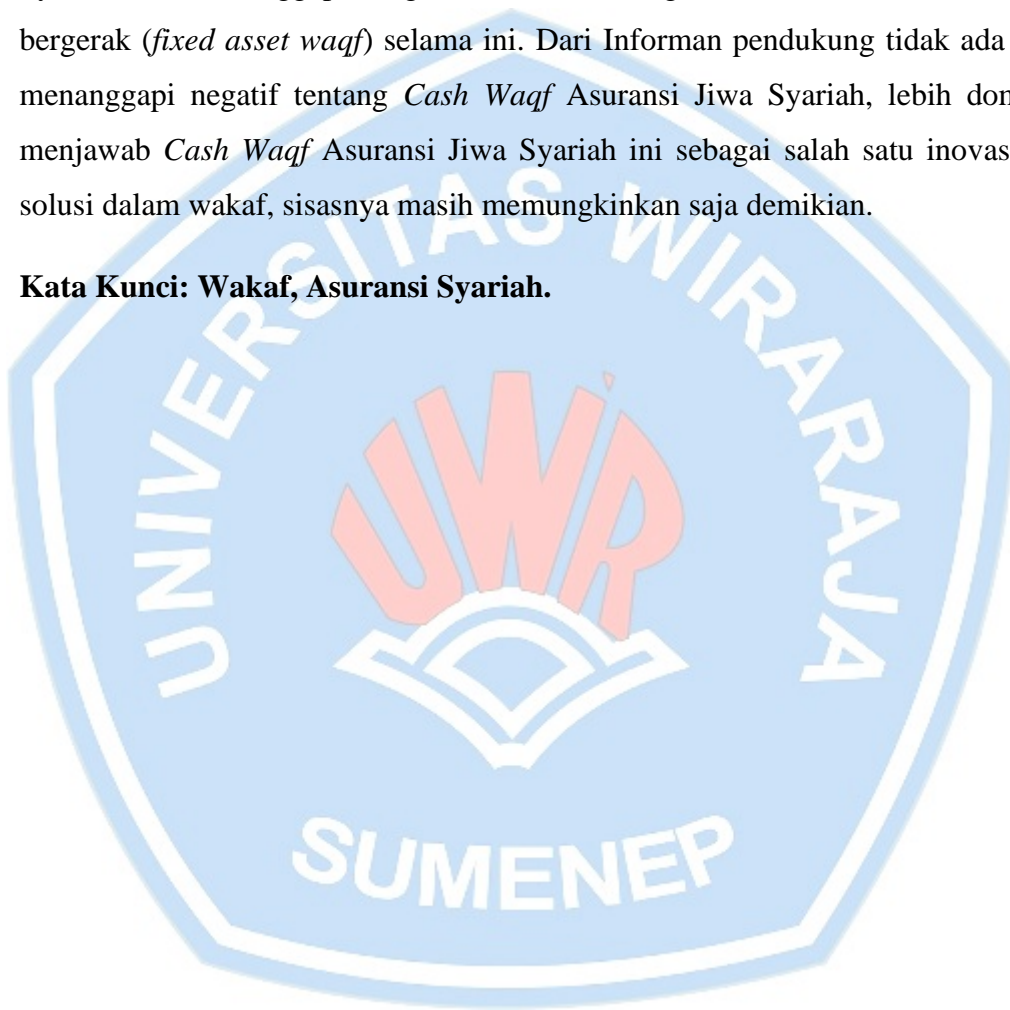 bergerak (fixed asset waqf) selama ini. Dari Informan pendukung tidak ada
menanggapi negatif tentang Cash Waqf Asuransi Jiwa Syariah, lebih
menjawab Cash Waqf Asuransi Jiwa Syariah ini sebagai salah satu
solusi dalam wakaf, sisasnya masih memungkinkan saja demikian.
Kata Kunci: Wakaf, Asuransi Syariah.
UNIVERSITAS WIRARAJA
UWR
SUMENEP